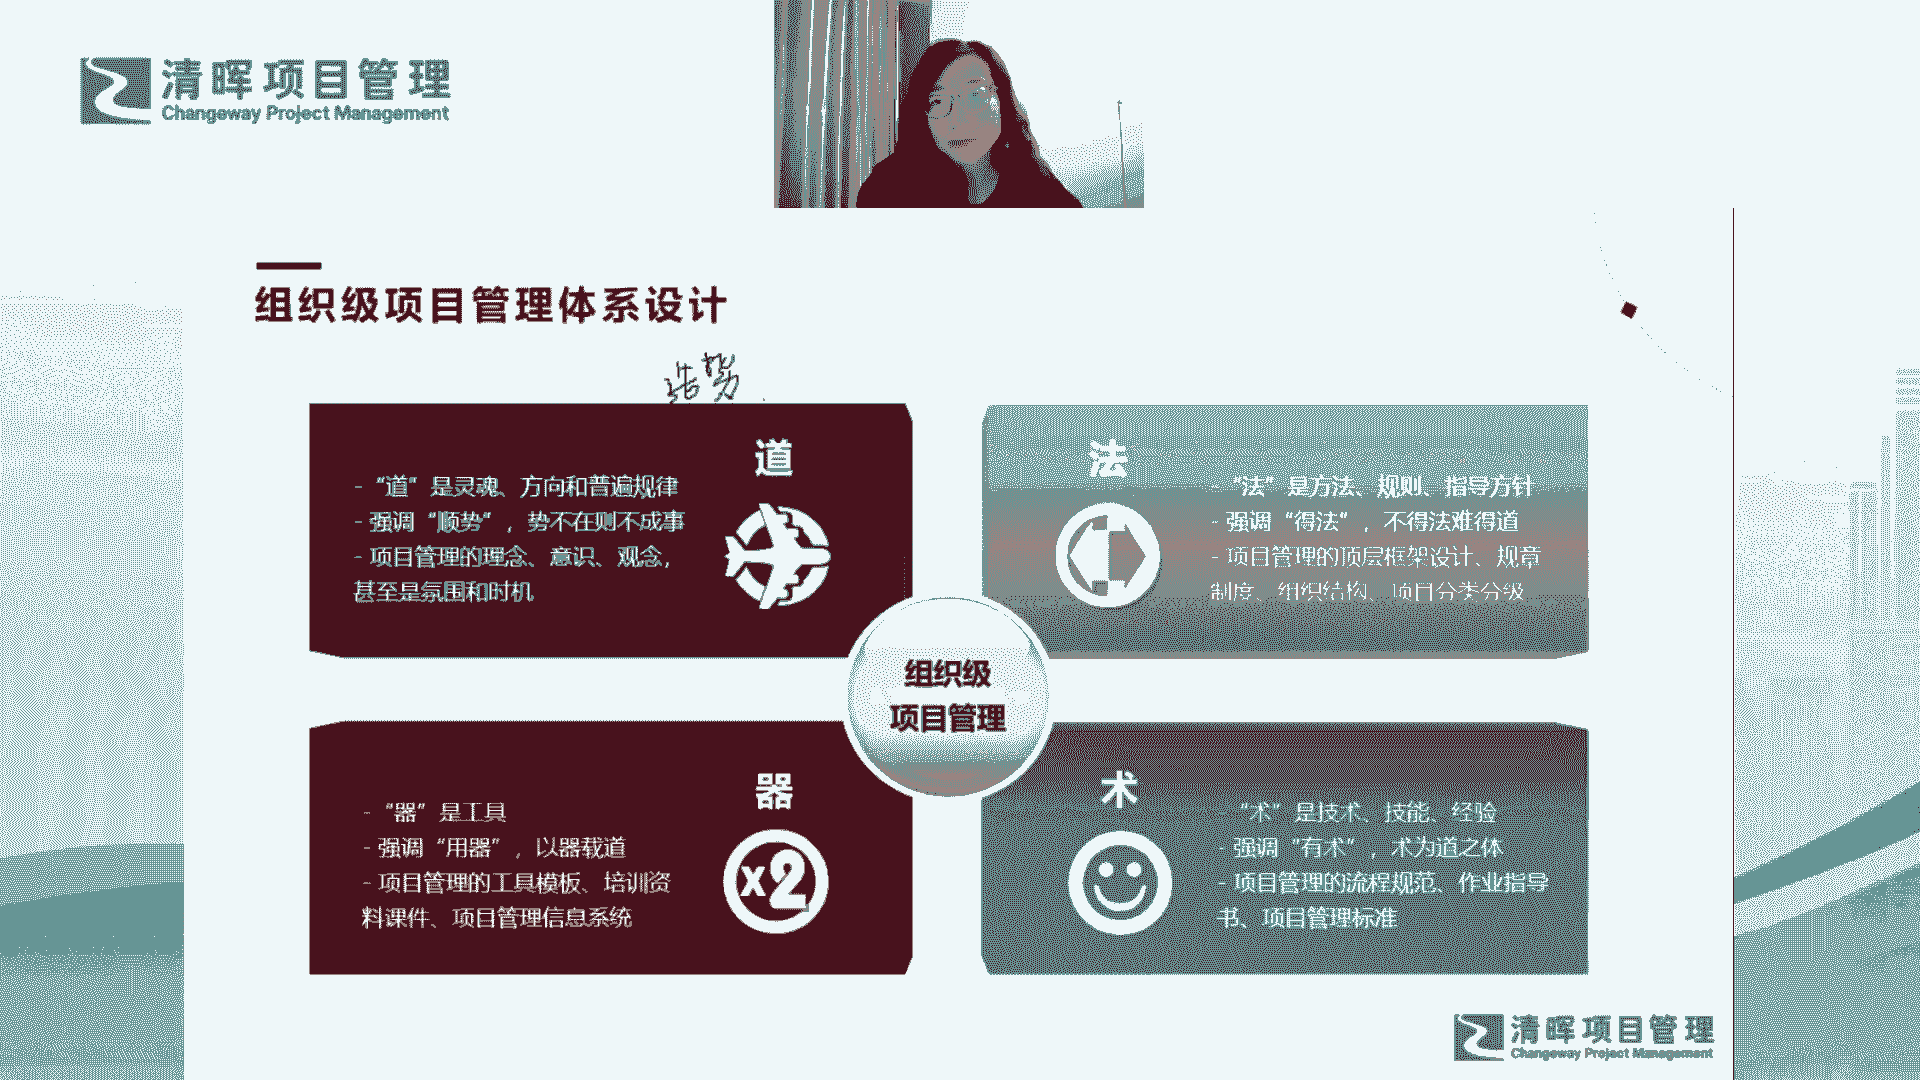 清晖项目管理
Changeway Project Management
组织级项目管理体系设计
造势
道
- “道”是灵魂、方向和普遍规律
- 强调“顺势”，势不在则不成事
- 项目管理的理念、意识、观念，
甚至是氛围和时机
法
- “法”是方法、规则、指导方针
- 强调“得法”，不得法难得道
- 项目管理的顶层框架设计、规章
制度、组织结构、项目分类分级
组织级
项目管理
器
- “器”是工具
- 强调“用器”，以器载道
- 项目管理的工具模板、培训资
料课件、项目管理信息系统
x2
术
“术”是技术、技能、经验
- 强调“有术”，术为道之体
- 项目管理的流程规范、作业指导
书、项目管理标准
清晖项目管理
Changeway Project Management